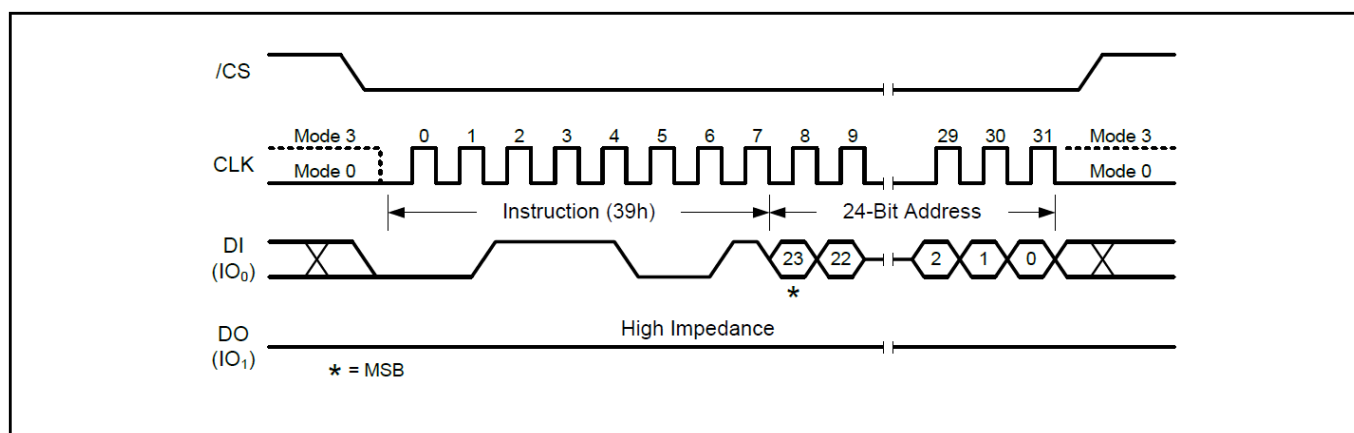 /CS
Mode 3 0 1 2 3 4 5 6 7 8 9 29 30 31 Mode 3
CLK
Mode 0 Mode 0
Instruction (39h) 24-Bit Address
DI
(IO₀)
23 22 2 1 0
*
High Impedance
DO
(IO₁)
* = MSB